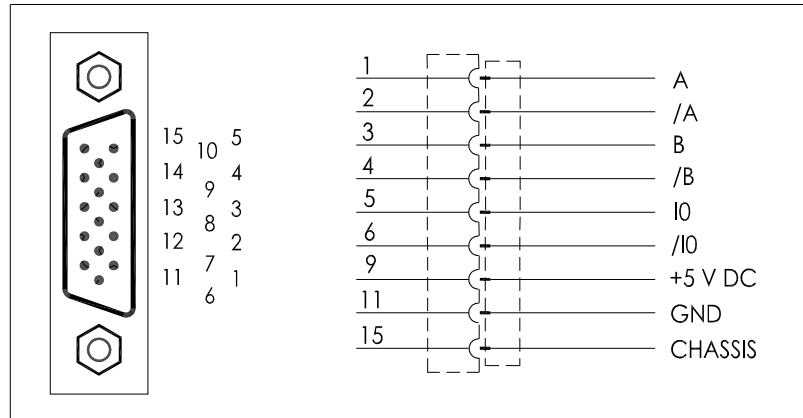 15 10 5
14 9 4
13 8 3
12 7 2
11 6 1
1 A
2 /A
3 B
4 /B
5 I0
6 /I0
9 +5 V DC
11 GND
15 CHASSIS